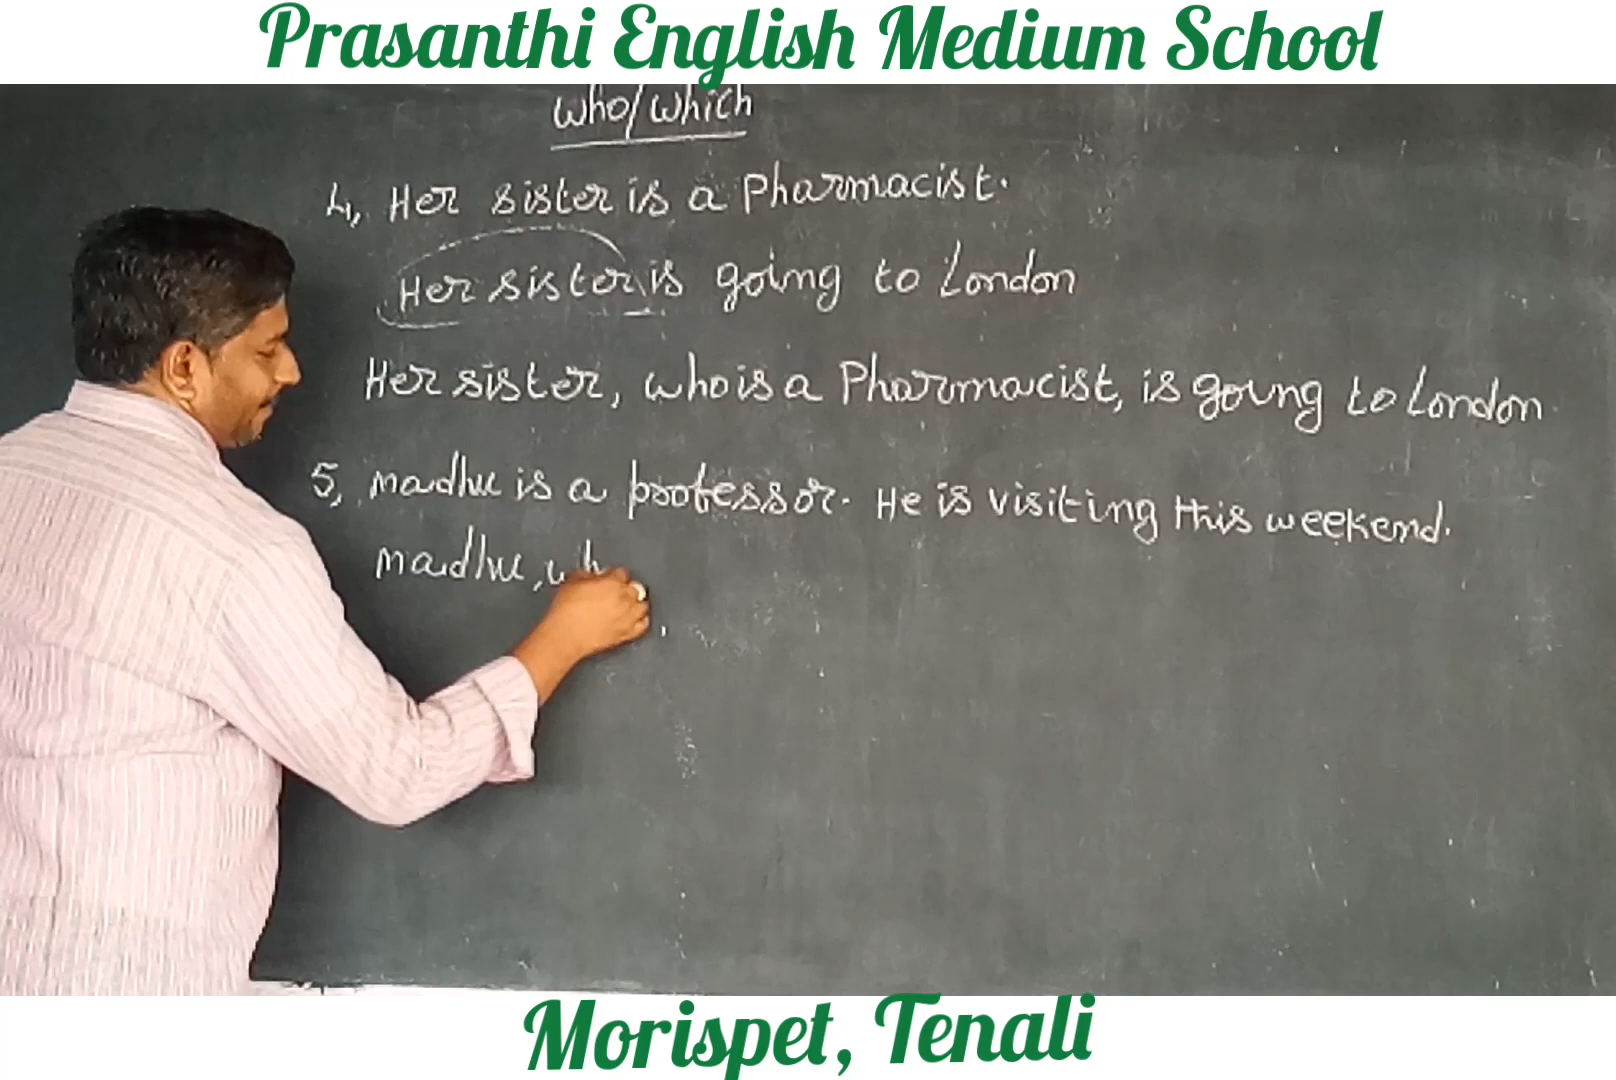 Prasanthi English Medium School
who/which
4, Her sister is a Pharmacist.
Her sister is going to London
Her sister, who is a Pharmacist, is going to London.
5, madhu is a professor. He is visiting this weekend.
madhu, wh
Morispet, Tenali